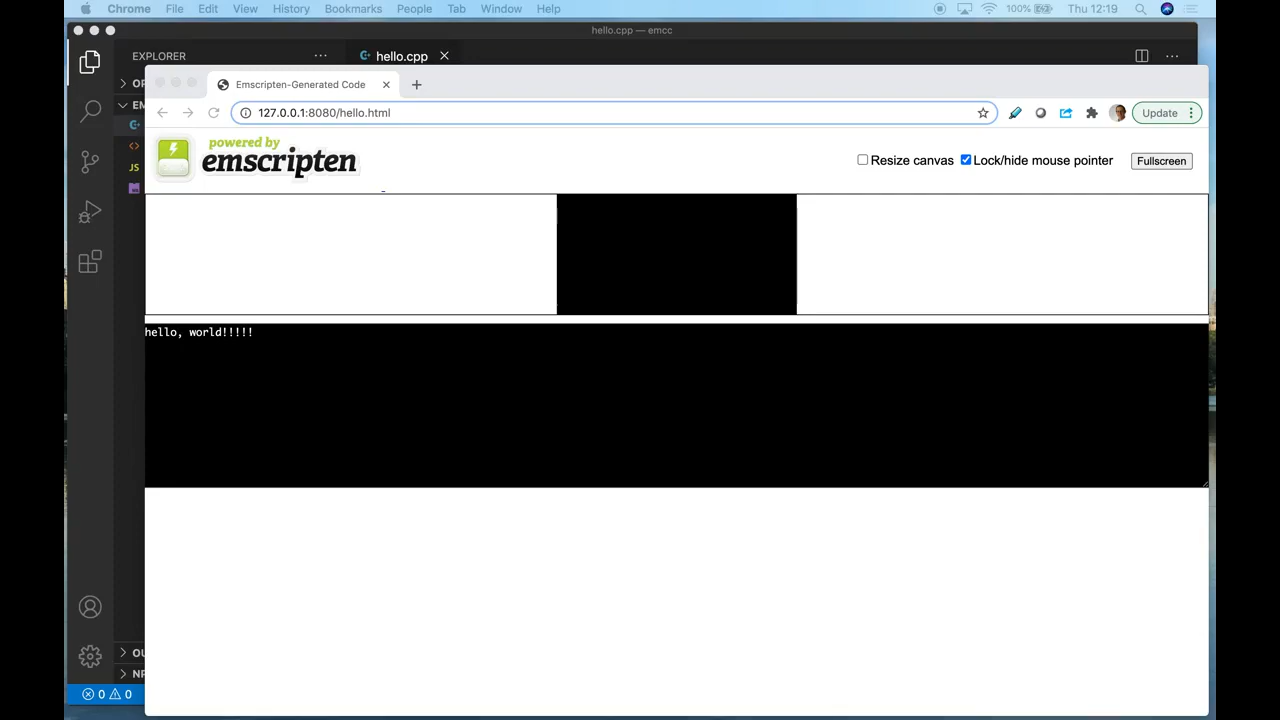 Chrome File Edit View History Bookmarks People Tab Window Help 100% Thu 12:19
hello.cpp — emcc
EXPLORER ... hello.cpp
Emscripten-Generated Code
127.0.0.1:8080/hello.html Update
powered by
emscripten
Resize canvas Lock/hide mouse pointer Fullscreen
hello, world!!!!!
JS
0 0